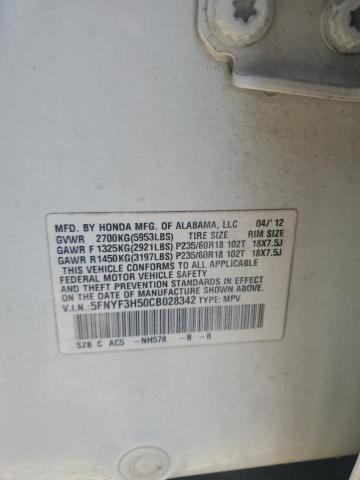 MFD. BY HONDA MFG. OF ALABAMA, LLC 04/'12
GVWR 2700KG(5953LBS) TIRE SIZE RIM SIZE
GAWR F 1325KG(2921LBS) P235/60R18 102T 18X7.5J
GAWR R1450KG(3197LBS) P235/60R18 102T 18X7.5J
THIS VEHICLE CONFORMS TO ALL APPLICABLE
FEDERAL MOTOR VEHICLE SAFETY,
BUMPER, AND THEFT PREVENTION STANDARDS IN
EFFECT ON THE DATE OF MANUFACTURE SHOWN ABOVE.
V.I.N.:5FNYF3H50CB028342 TYPE: MPV
SZB C AC5 -NH578 -B -8